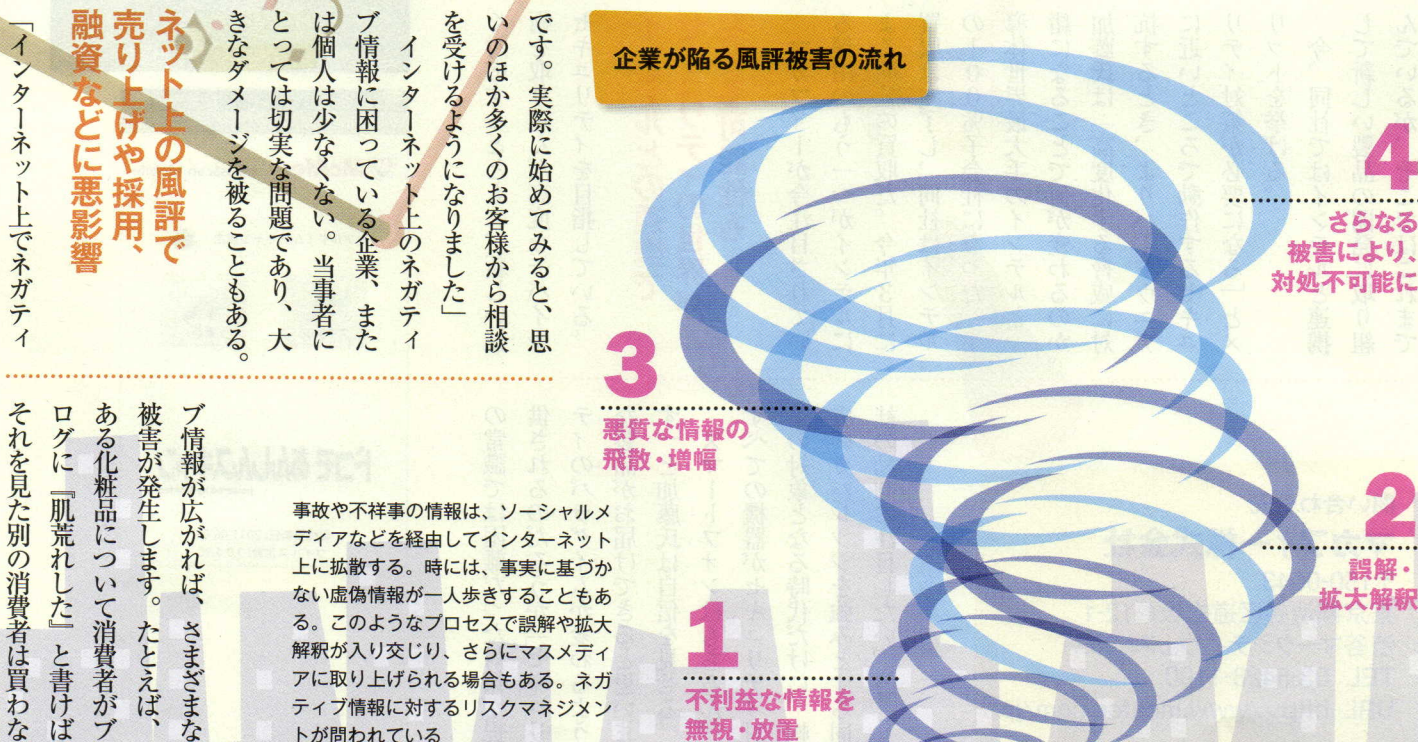 です。実際に始めてみると、思
いのほか多くのお客様から相談
を受けるようになりました」
インターネット上のネガティ
ブ情報に困っている企業、また
は個人は少なくない。当事者に
とっては切実な問題であり、大
きなダメージを被ることもある。
ネット上の風評で
売り上げや採用、
融資などに悪影響
「インターネット上でネガティ
ブ情報が広がれば、さまざまな
被害が発生します。たとえば、
ある化粧品について消費者がブ
ログに『肌荒れした』と書けば
それを見た別の消費者は買わな
企業が陥る風評被害の流れ
1
不利益な情報を
無視・放置
2
誤解・
拡大解釈
3
悪質な情報の
飛散・増幅
4
さらなる
被害により、
対処不可能に
事故や不祥事の情報は、ソーシャルメ
ディアなどを経由してインターネット
上に拡散する。時には、事実に基づか
ない虚偽情報が一人歩きすることもあ
る。このようなプロセスで誤解や拡大
解釈が入り交じり、さらにマスメディ
アに取り上げられる場合もある。ネガ
ティブ情報に対するリスクマネジメン
トが問われている